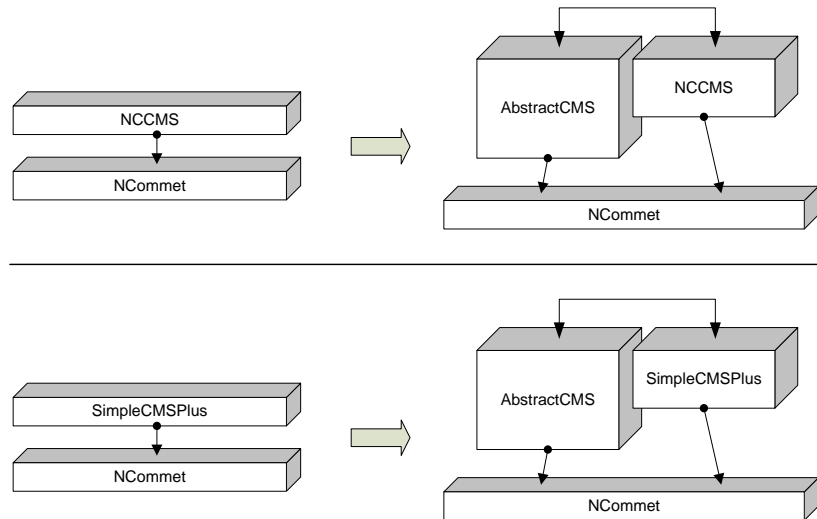 NCCMS
NCommet
AbstractCMS
NCCMS
NCommet
SimpleCMSPlus
NCommet
AbstractCMS
SimpleCMSPlus
NCommet